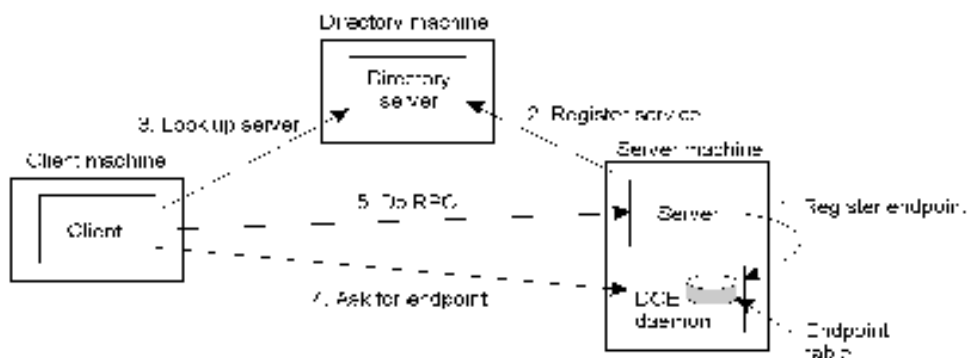 Directory machine
Directory
server
3. Look up server
2. Register service
Client machine
Server machine
5. Do RPC
Client
Server
Register endpoint
4. Ask for endpoint
DCE
daemon
Endpoint
table